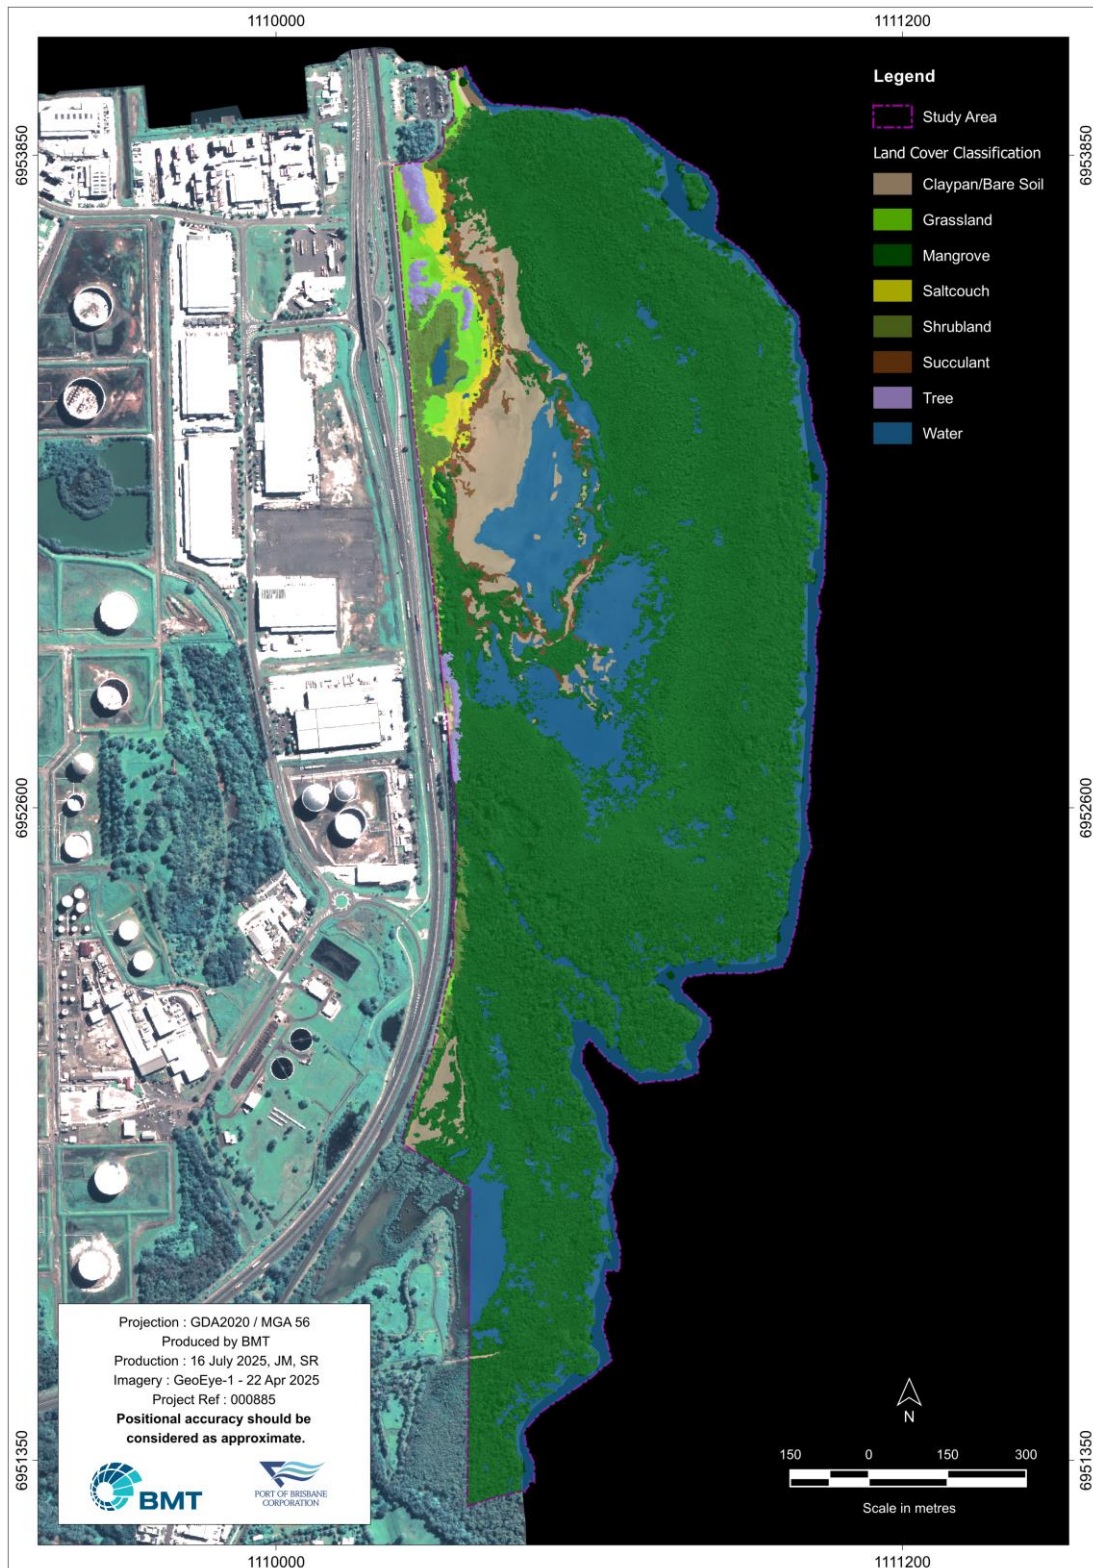 1110000
1111200
6953850
6953850
Legend
Study Area
Land Cover Classification
Claypan/Bare Soil
Grassland
Mangrove
Saltcouch
Shrubland
Succulant
Tree
Water
6952600
6952600
Projection : GDA2020 / MGA 56
Produced by BMT
Production : 16 July 2025, JM, SR
Imagery : GeoEye-1 - 22 Apr 2025
Project Ref : 000885
Positional accuracy should be
considered as approximate.
BMT
PORT OF BRISBANE
CORPORATION
N
150 0 150 300
Scale in metres
6951350
6951350
1110000
1111200